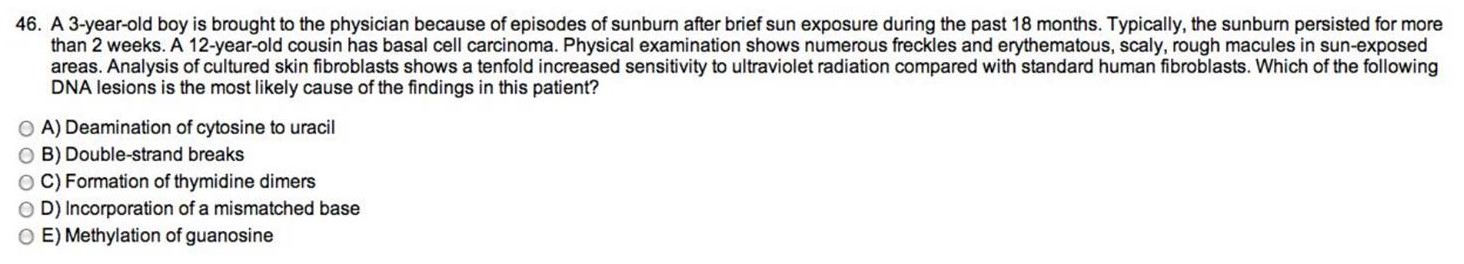 46. A 3-year-old boy is brought to the physician because of episodes of sunburn after brief sun exposure during the past 18 months. Typically, the sunburn persisted for more
than 2 weeks. A 12-year-old cousin has basal cell carcinoma. Physical examination shows numerous freckles and erythematous, scaly, rough macules in sun-exposed
areas. Analysis of cultured skin fibroblasts shows a tenfold increased sensitivity to ultraviolet radiation compared with standard human fibroblasts. Which of the following
DNA lesions is the most likely cause of the findings in this patient?
A) Deamination of cytosine to uracil
B) Double-strand breaks
C) Formation of thymidine dimers
D) Incorporation of a mismatched base
E) Methylation of guanosine